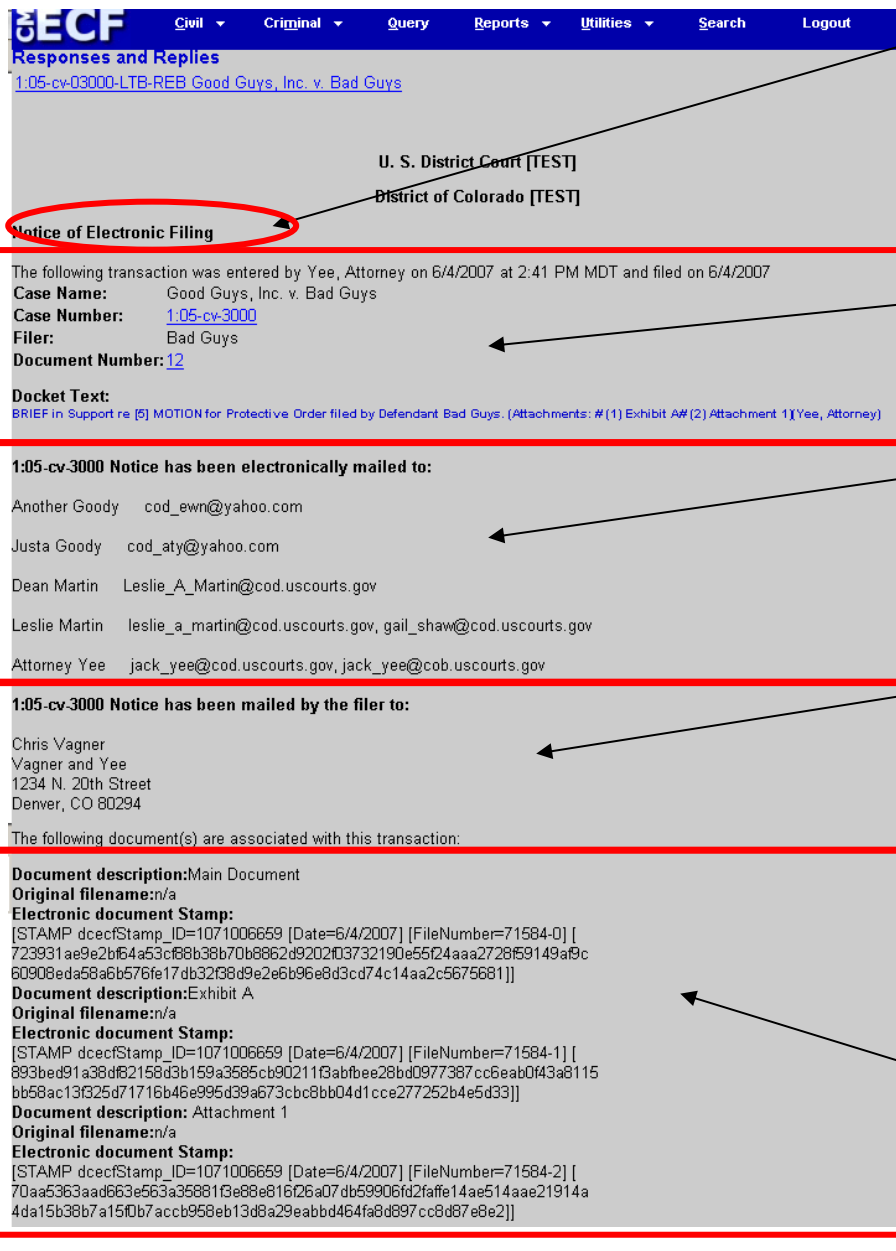 CM ECF Civil Criminal Query Reports Utilities Search Logout
Responses and Replies
1:05-cv-03000-LTB-REB Good Guys, Inc. v. Bad Guys
U. S. District Court [TEST]
District of Colorado [TEST]
Notice of Electronic Filing
The following transaction was entered by Yee, Attorney on 6/4/2007 at 2:41 PM MDT and filed on 6/4/2007
Case Name: Good Guys, Inc. v. Bad Guys
Case Number: 1:05-cv-3000
Filer: Bad Guys
Document Number: 12
Docket Text:
BRIEF in Support re [5] MOTION for Protective Order filed by Defendant Bad Guys. (Attachments: # (1) Exhibit A# (2) Attachment 1)(Yee, Attorney)
1:05-cv-3000 Notice has been electronically mailed to:
Another Goody cod_ewn@yahoo.com
Justa Goody cod_aty@yahoo.com
Dean Martin Leslie_A_Martin@cod.uscourts.gov
Leslie Martin leslie_a_martin@cod.uscourts.gov, gail_shaw@cod.uscourts.gov
Attorney Yee jack_yee@cod.uscourts.gov, jack_yee@cob.uscourts.gov
1:05-cv-3000 Notice has been mailed by the filer to:
Chris Vagner
Vagner and Yee
1234 N. 20th Street
Denver, CO 80294
The following document(s) are associated with this transaction:
Document description:Main Document
Original filename:n/a
Electronic document Stamp:
[STAMP dcecfStamp_ID=1071006659 [Date=6/4/2007] [FileNumber=71584-0] [
723931ae9e2bf64a53cf88b38b70b8862d9202f03732190e55f24aaa2728f59149af9c
60908eda58a6b576fe17db32f38d9e2e6b96e8d3cd74c14aa2c5675681]]
Document description:Exhibit A
Original filename:n/a
Electronic document Stamp:
[STAMP dcecfStamp_ID=1071006659 [Date=6/4/2007] [FileNumber=71584-1] [
893bed91a38df82158d3b159a3585cb90211f3abfbee28bd0977387cc6eab0f43a8115
bb58ac13f325d71716b46e995d39a673cbc8bb04d1cce277252b4e5d33]]
Document description: Attachment 1
Original filename:n/a
Electronic document Stamp:
[STAMP dcecfStamp_ID=1071006659 [Date=6/4/2007] [FileNumber=71584-2] [
70aa5363aad663e563a35881f3e88e816f26a07db59906fd2faffe14ae514aae21914a
4da15b38b7a15f0b7accb958eb13d8a29eabbd464fa8d897cc8d87e8e2]]